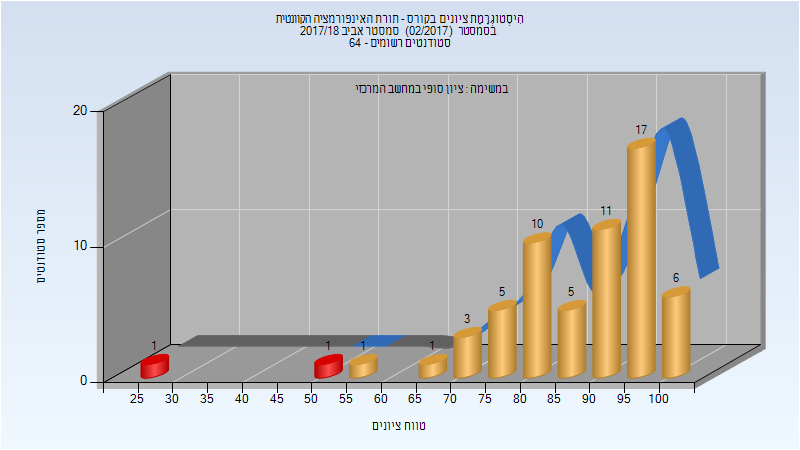 היסטוגרמת ציונים בקורס - תורת האינפורמציה הקוונטית
בסמסטר (02/2017) סמסטר אביב 2017/18
סטודנטים רשומים - 64
במשימה : ציון סופי במחשב המרכזי
מספר סטודנטים
20
10
0
1
1
1
1
3
5
10
5
11
17
6
25 30 35 40 45 50 55 60 65 70 75 80 85 90 95 100
טווח ציונים